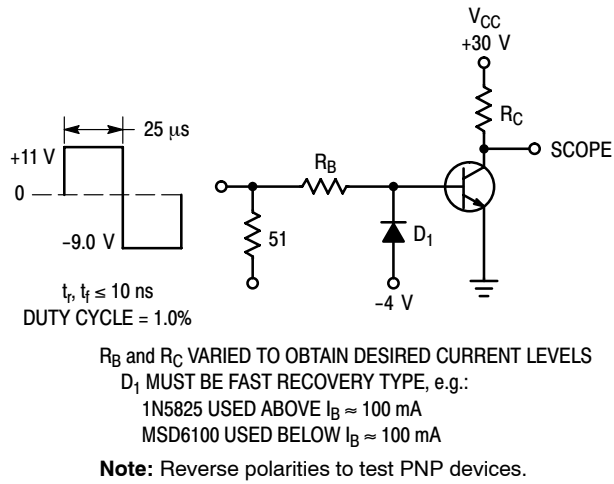 V_CC
+30 V
R_C
SCOPE
25 μs
+11 V
0
−9.0 V
R_B
51
D_1
−4 V
t_r, t_f ≤ 10 ns
DUTY CYCLE = 1.0%
R_B and R_C VARIED TO OBTAIN DESIRED CURRENT LEVELS
D_1 MUST BE FAST RECOVERY TYPE, e.g.:
1N5825 USED ABOVE I_B ≈ 100 mA
MSD6100 USED BELOW I_B ≈ 100 mA
Note: Reverse polarities to test PNP devices.